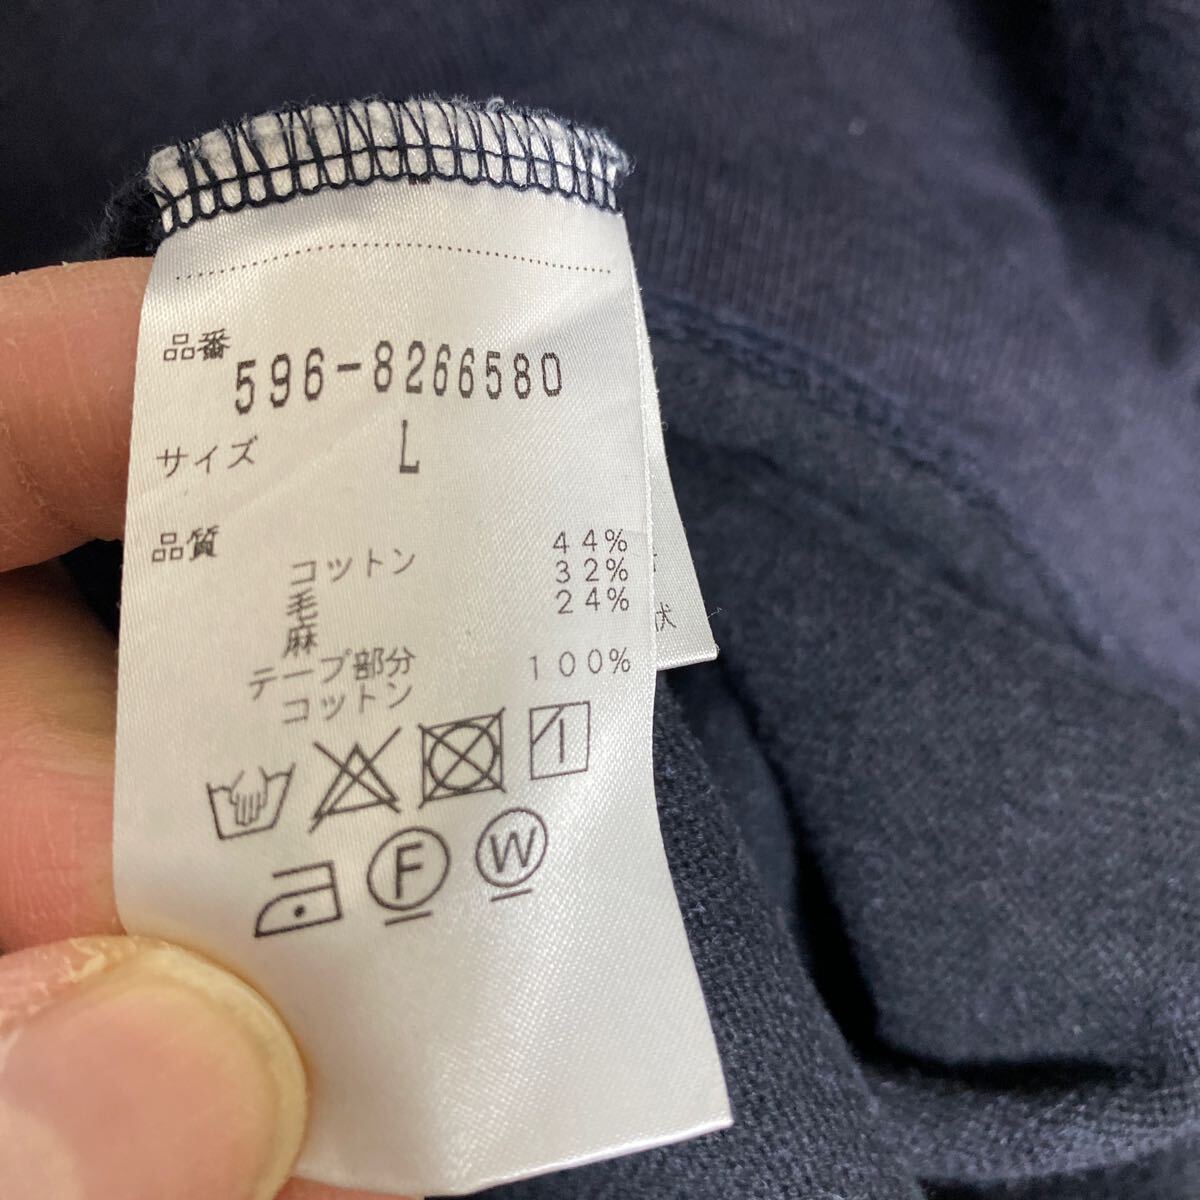 品番 596-8266580
サイズ L
品質
コットン 44%
毛 32%
麻 24%
テープ部分
コットン 100%
F W
状